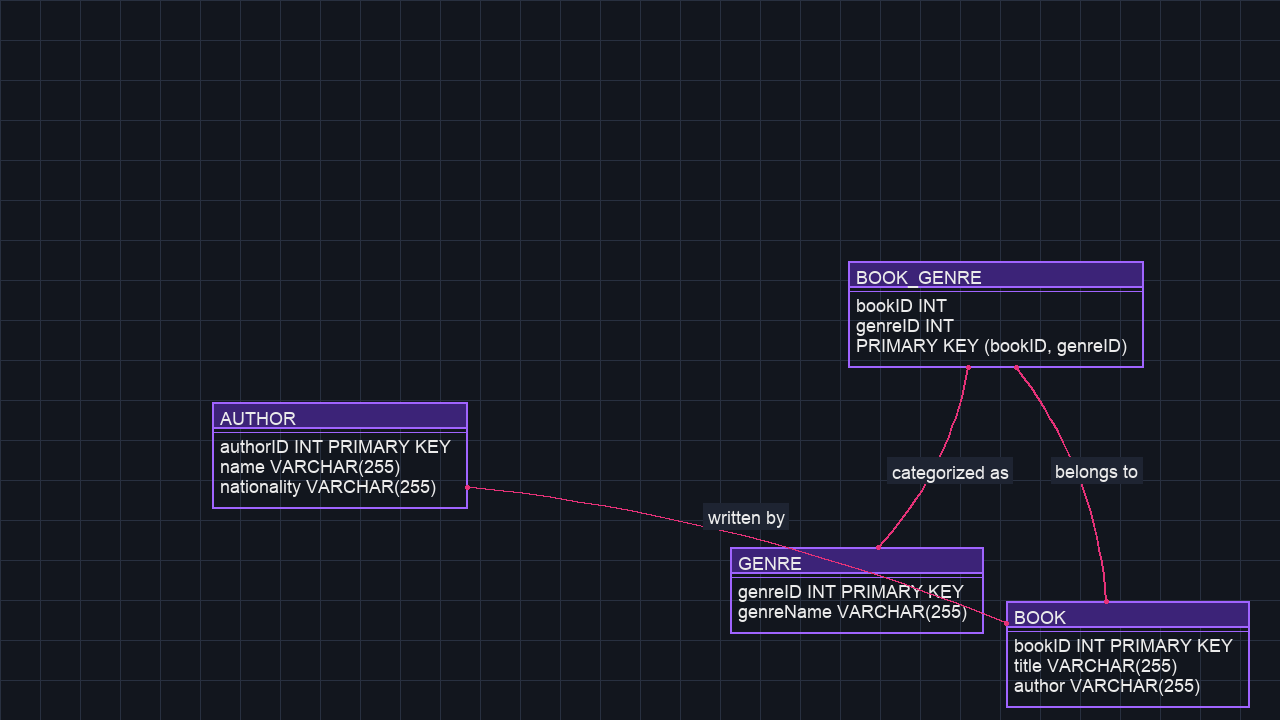 BOOK_GENRE
bookID INT
genreID INT
PRIMARY KEY (bookID, genreID)
AUTHOR
authorID INT PRIMARY KEY
name VARCHAR(255)
nationality VARCHAR(255)
categorized as
belongs to
written by
GENRE
genreID INT PRIMARY KEY
genreName VARCHAR(255)
BOOK
bookID INT PRIMARY KEY
title VARCHAR(255)
author VARCHAR(255)